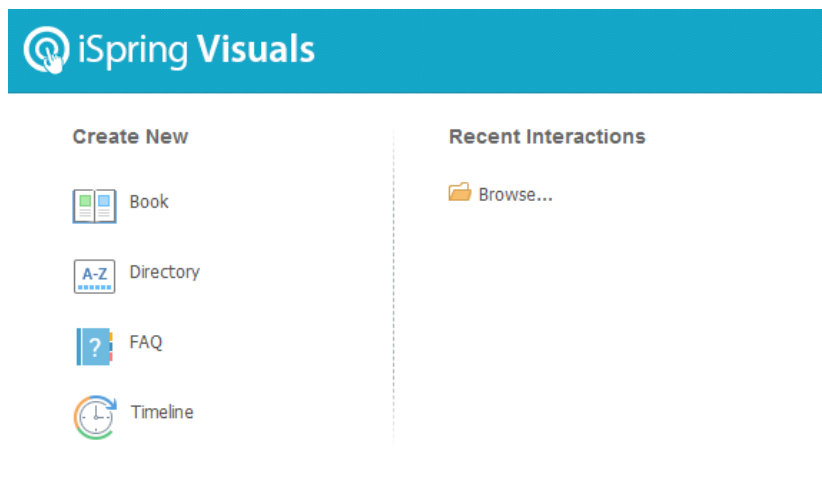 iSpring Visuals
Create New
Book
A-Z
Directory
?
FAQ
Timeline
Recent Interactions
Browse...